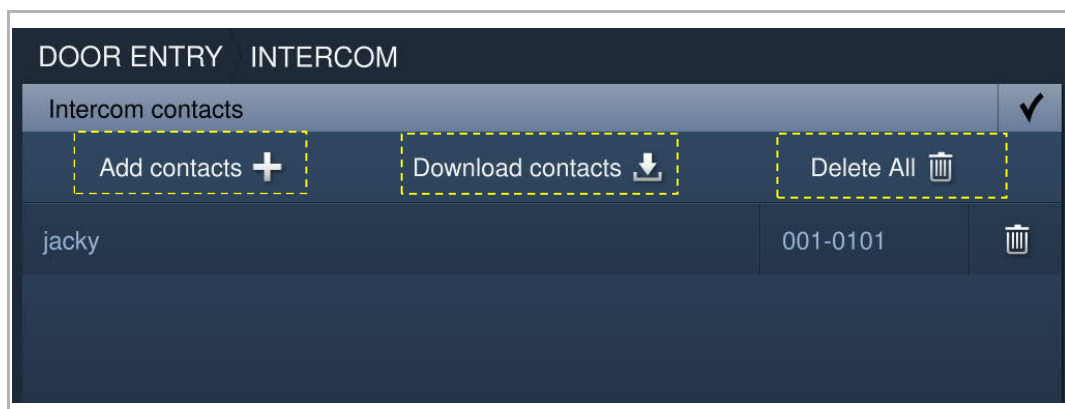 DOOR ENTRY INTERCOM
Intercom contacts
Add contacts Download contacts Delete All
jacky 001-0101